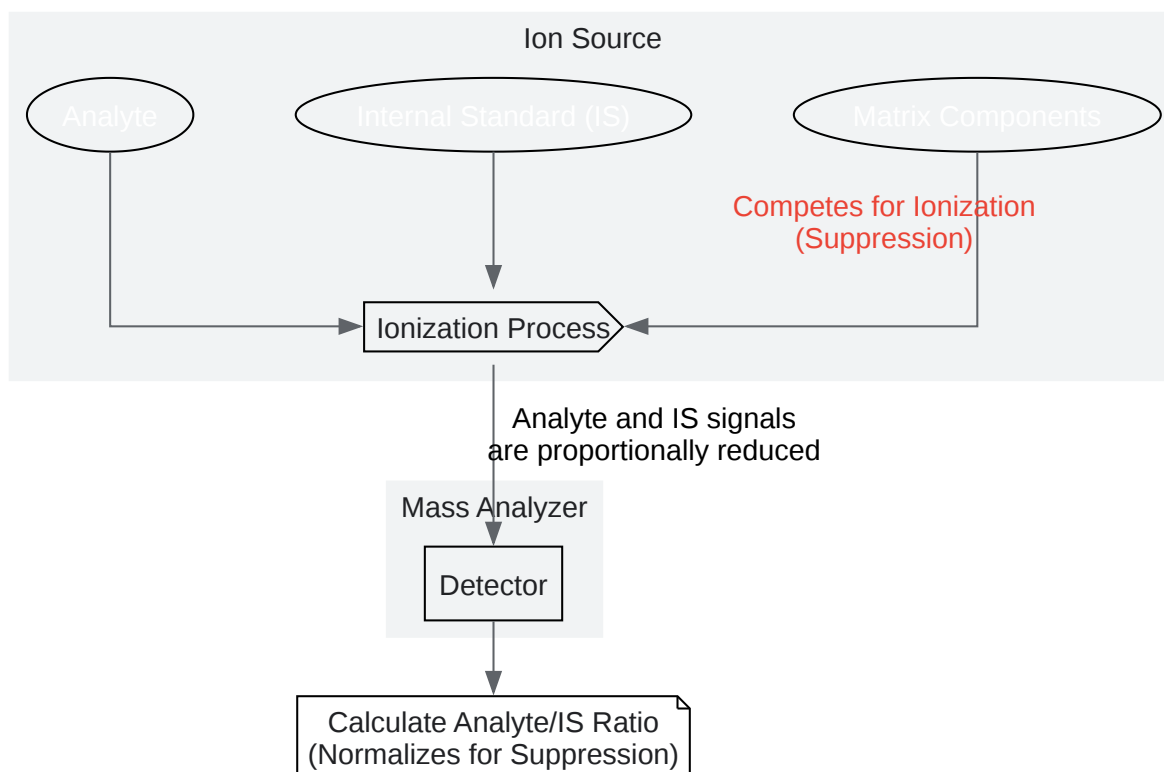 Ion Source
Analyte
Internal Standard (IS)
Matrix Components
Competes for Ionization
(Suppression)
Ionization Process
Analyte and IS signals
are proportionally reduced
Mass Analyzer
Detector
Calculate Analyte/IS Ratio
(Normalizes for Suppression)